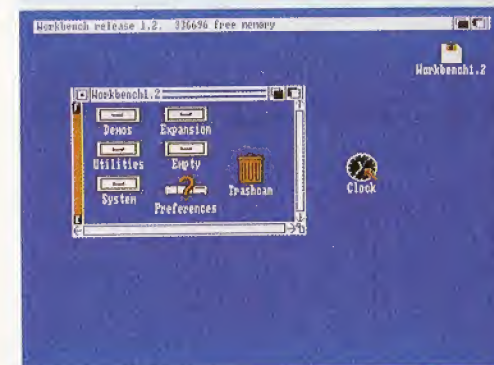 Workbench release 1.2. 336696 free memory
Workbench1.2
Workbench1.2
Demos Expansion
Utilities Empty
System Preferences
Trashcan
Clock